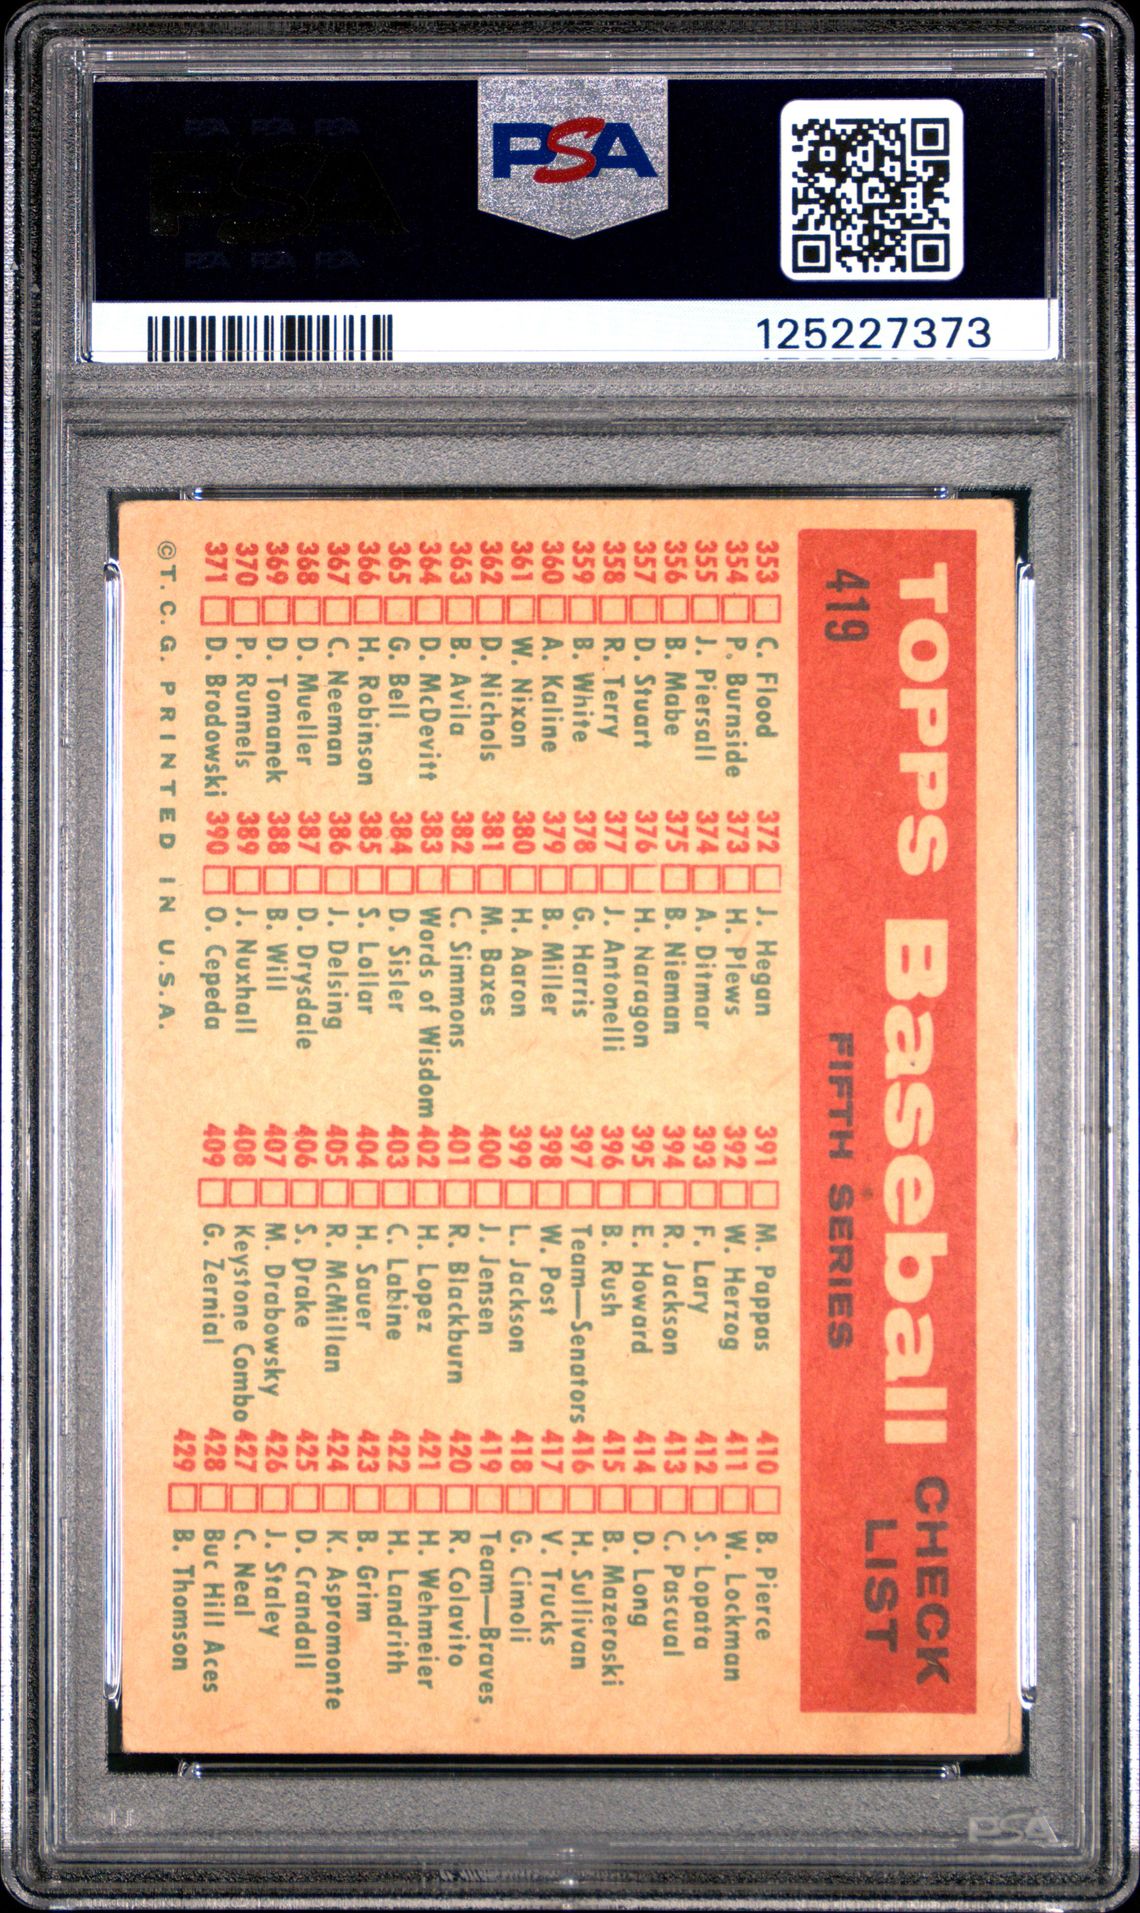 PSA
125227373
TOPPS Baseball CHECK LIST
419 FIFTH SERIES
353 C. Flood
354 P. Burnside
355 J. Piersall
356 B. Mabe
357 D. Stuart
358 R. Terry
359 B. White
360 A. Kaline
361 W. Nixon
362 D. Nichols
363 B. Avila
364 D. McDevitt
365 G. Bell
366 H. Robinson
367 C. Neeman
368 D. Mueller
369 D. Tomanek
370 P. Runnels
371 D. Brodowski
372 J. Hegan
373 H. Plews
374 A. Ditmar
375 B. Nieman
376 H. Naragon
377 J. Antonelli
378 G. Harris
379 B. Miller
380 H. Aaron
381 M. Baxes
382 C. Simmons
383 Words of Wisdom
384 D. Sisler
385 S. Lollar
386 J. Delsing
387 D. Drysdale
388 B. Will
389 J. Nuxhall
390 O. Cepeda
391 M. Pappas
392 W. Herzog
393 F. Lary
394 R. Jackson
395 E. Howard
396 B. Rush
397 Team—Senators
398 W. Post
399 L. Jackson
400 J. Jensen
401 R. Blackburn
402 H. Lopez
403 C. Labine
404 H. Sauer
405 R. McMillan
406 S. Drake
407 M. Drabowsky
408 Keystone Combo
409 G. Zernial
410 B. Pierce
411 W. Lockman
412 S. Lopata
413 C. Pascual
414 D. Long
415 B. Mazeroski
416 H. Sullivan
417 V. Trucks
418 G. Cimoli
419 Team—Braves
420 R. Colavito
421 H. Wehmeier
422 H. Landrith
423 B. Grim
424 K. Aspromonte
425 D. Crandall
426 J. Staley
427 C. Neal
428 Buc Hill Aces
429 B. Thomson
©T. C. G. PRINTED IN U.S.A.
PSA